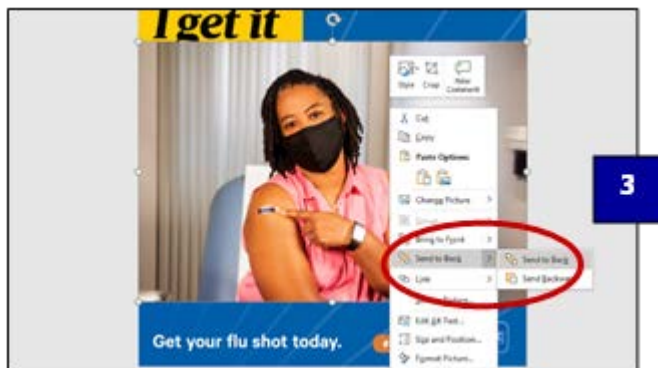 I get it
Style Crop New
Comment
Cut
Copy
Paste Options:
Change Picture
Bring to Front
Send to Back
Send to Back
Link
Send Backward
Edit Alt Text...
Size and Position...
Format Picture...
Get your flu shot today.
3